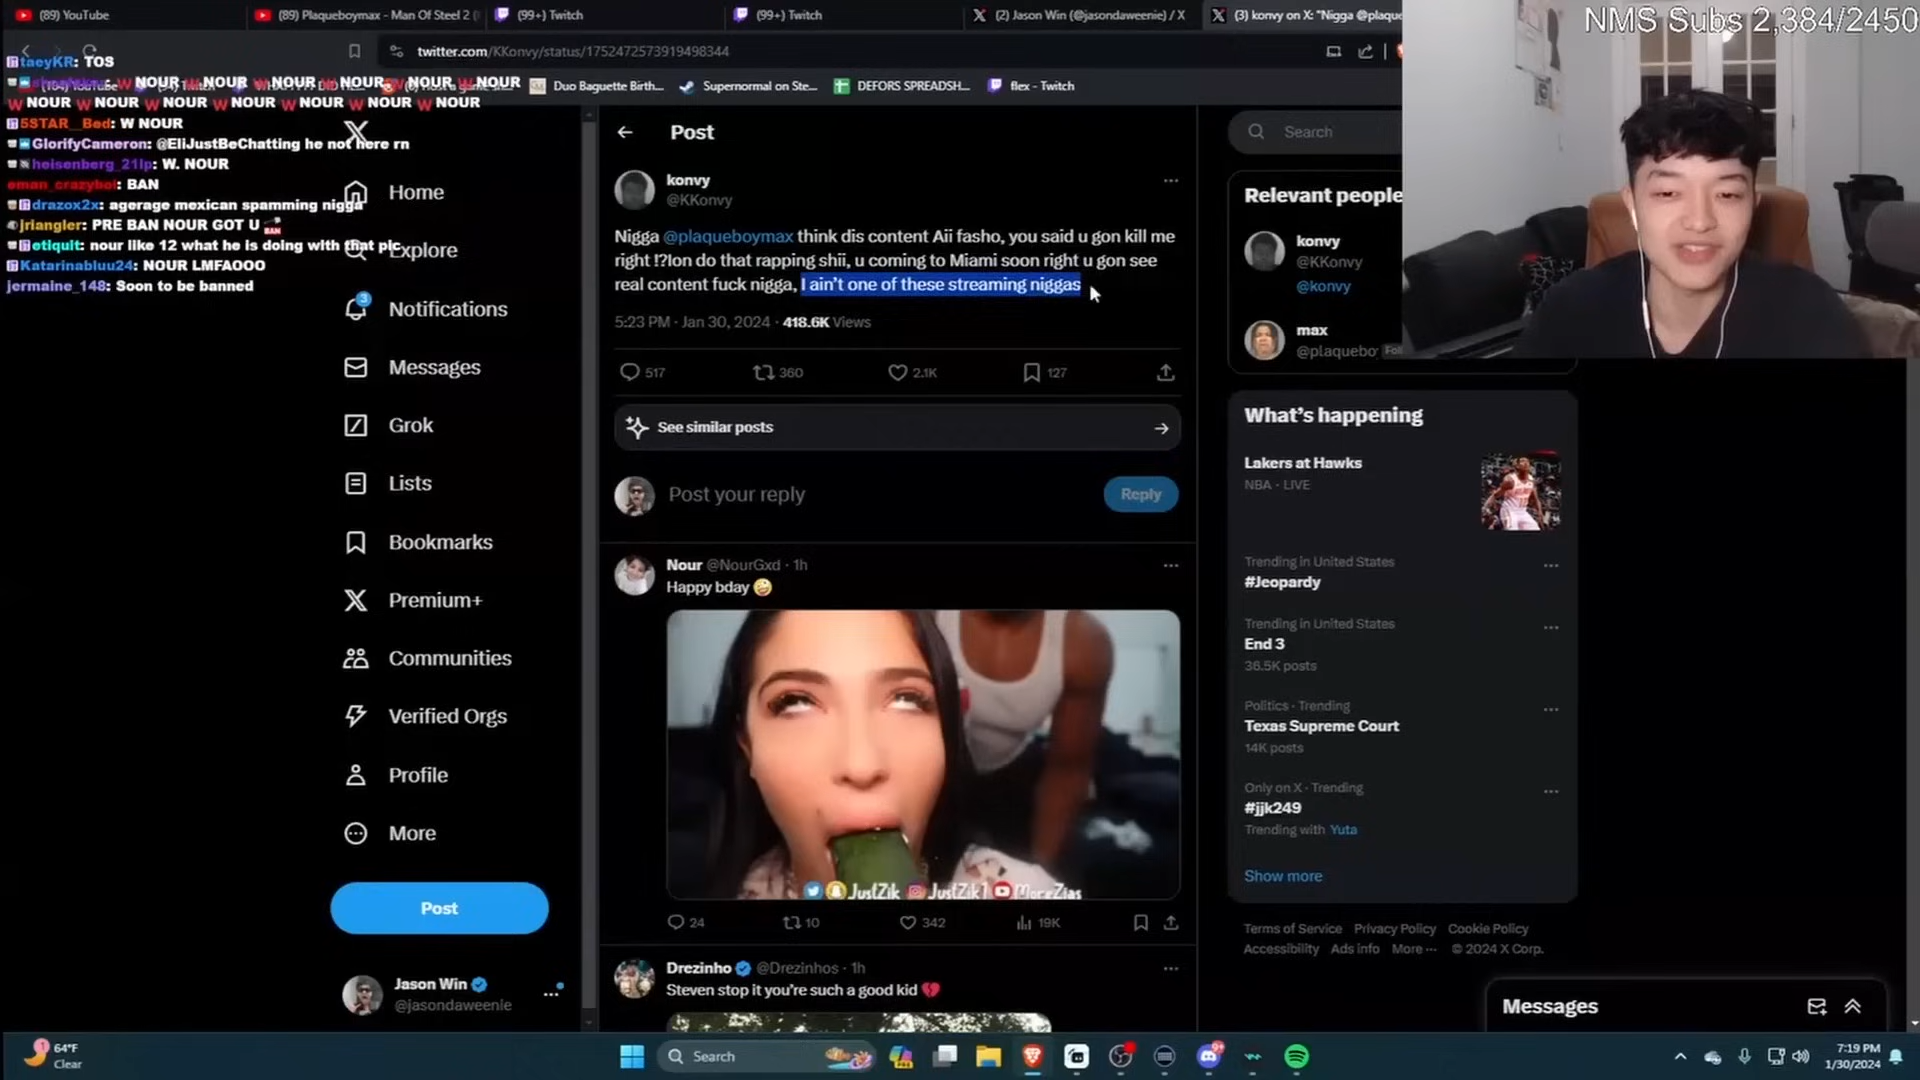 (89) YouTube
(89) Plaqueboymax - Man Of Steel 2 (
(99+) Twitch
(99+) Twitch
(2) Jason Win (@jasondaweenie) / X
(3) konvy on X: "Nigga @plaque
NMS Subs 2,384/2450
twitter.com/KKonvy/status/1752472573919498344
Duo Baguette Birth...
Supernormal on Ste...
DEFORS SPREADSH...
flex - Twitch
taeyKR: TOS
NOUR NOUR NOUR NOUR NOUR NOUR
NOUR NOUR NOUR NOUR NOUR NOUR NOUR
5STAR__Bed: W NOUR
GlorifyCameron: @EliJustBeChatting he not here rn
heisenberg_21lp: W. NOUR
eman_crazyboi: BAN
drazox2x: agerage mexican spamming nigga
jriangler: PRE BAN NOUR GOT U
etiquit: nour like 12 what he is doing with that pic
Katarinabluu24: NOUR LMFAOOO
jermaine_148: Soon to be banned
Home
Explore
3
Notifications
Messages
Grok
Lists
Bookmarks
Premium+
Communities
Verified Orgs
Profile
More
Post
Jason Win
@jasondaweenie
Post
konvy
@KKonvy
Nigga @plaqueboymax think dis content Aii fasho, you said u gon kill me
right !?Ion do that rapping shii, u coming to Miami soon right u gon see
real content fuck nigga, I ain't one of these streaming niggas
5:23 PM · Jan 30, 2024 · 418.6K Views
517
360
2.1K
127
See similar posts
Post your reply
Reply
Nour @NourGxd · 1h
Happy bday
JustZik JustZik1 MoreZias
24
10
342
19K
Drezinho @Drezinhos · 1h
Steven stop it you're such a good kid
Search
Relevant people
konvy
@KKonvy
@konvy
max
@plaquebo
What's happening
Lakers at Hawks
NBA · LIVE
Trending in United States
#Jeopardy
Trending in United States
End 3
36.5K posts
Politics · Trending
Texas Supreme Court
14K posts
Only on X · Trending
#jjk249
Trending with Yuta
Show more
Terms of Service Privacy Policy Cookie Policy
Accessibility Ads info More ··· © 2024 X Corp.
Messages
64°F
Clear
Search
7:19 PM
1/30/2024